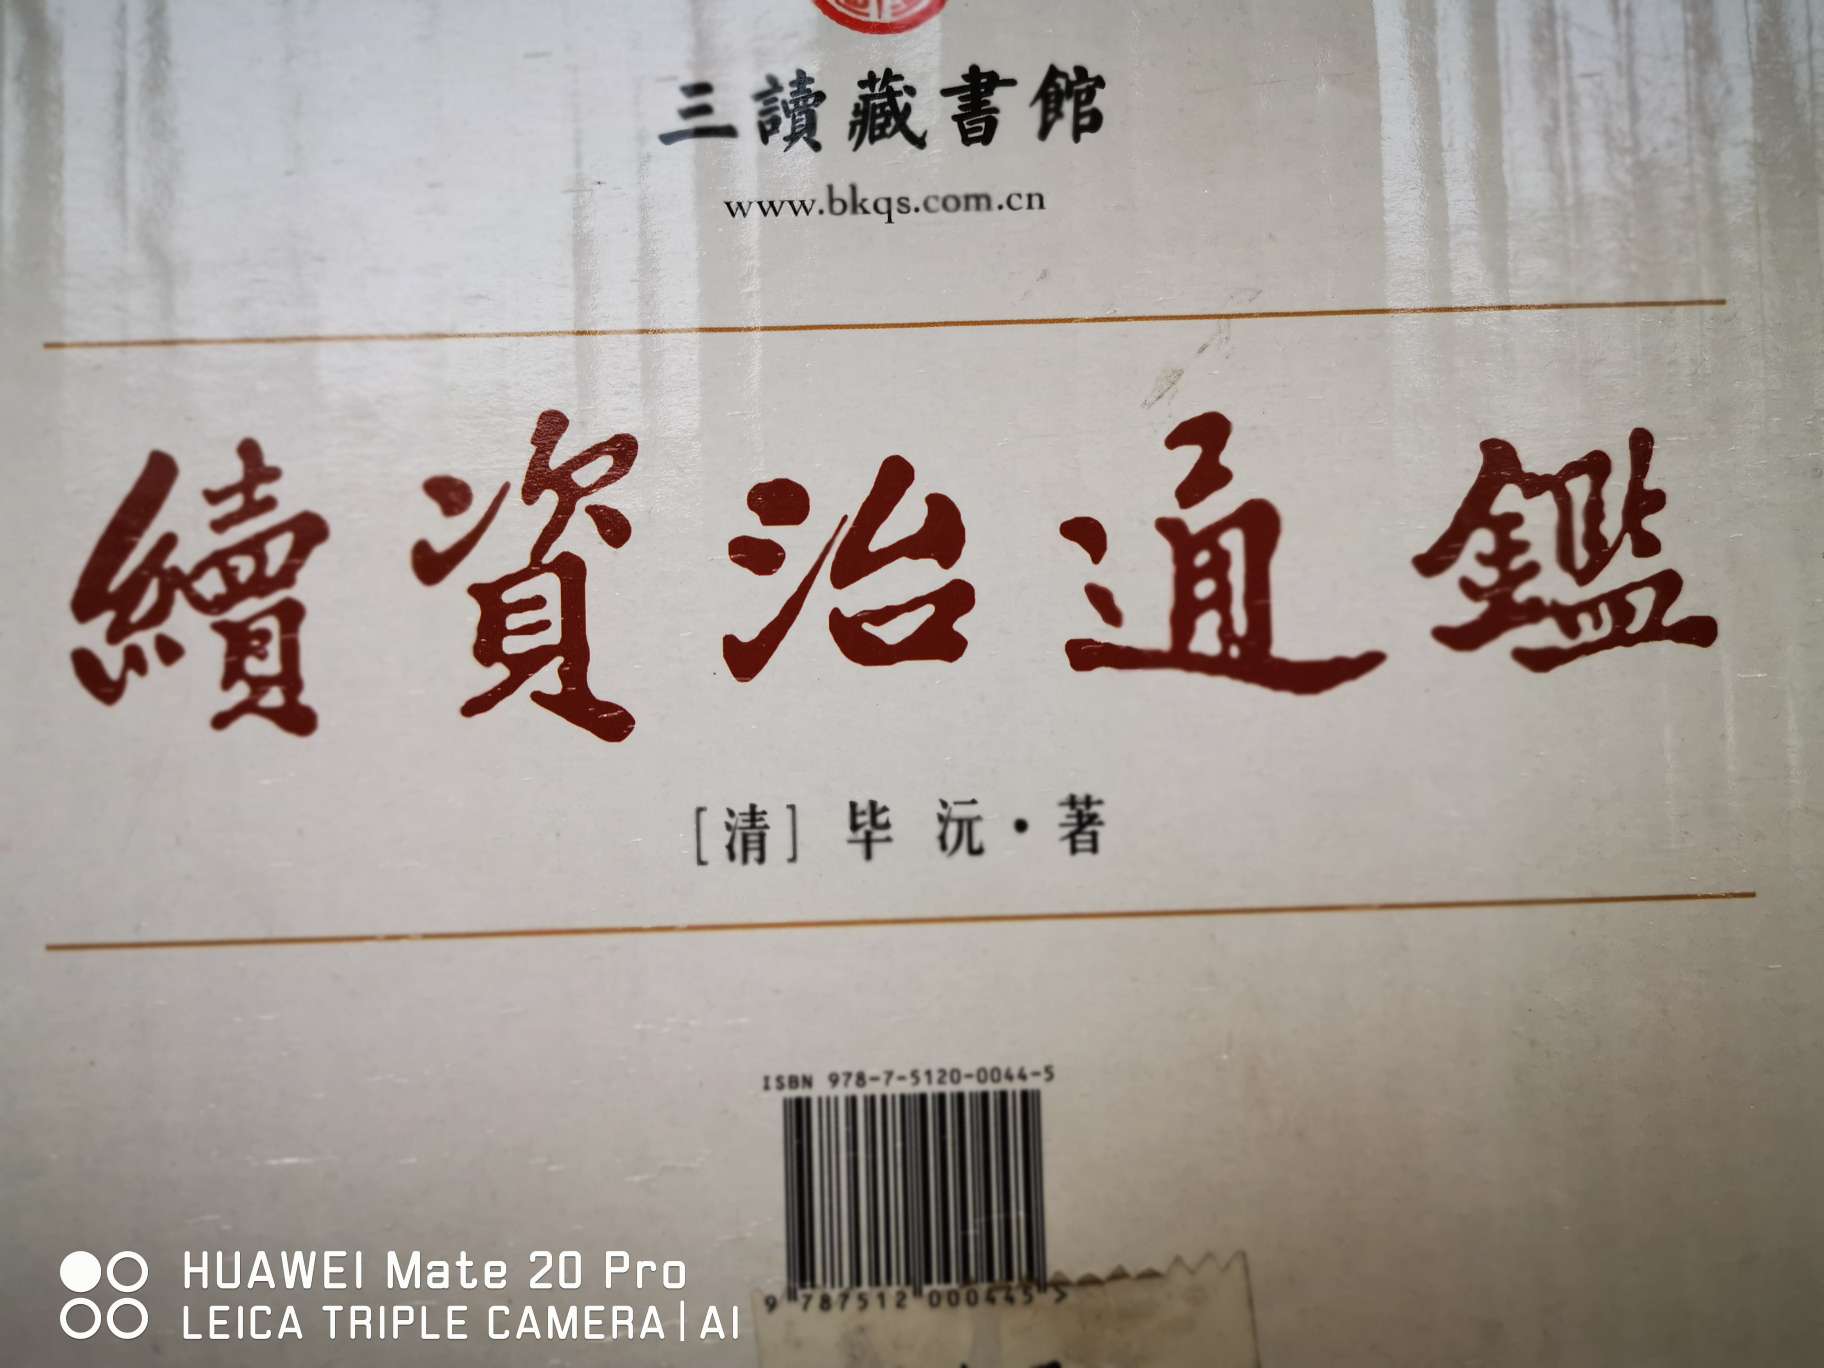 三讀藏書館
www.bkqs.com.cn
續資治通鑑
［清］毕 沅·著
ISBN 978-7-5120-0044-5
9 787512 000445 >
HUAWEI Mate 20 Pro
LEICA TRIPLE CAMERA | AI